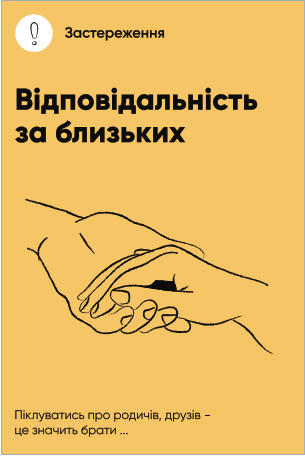 Застереження
Відповідальність
за близьких
Піклуватись про родичів, друзів –
це значить брати ...